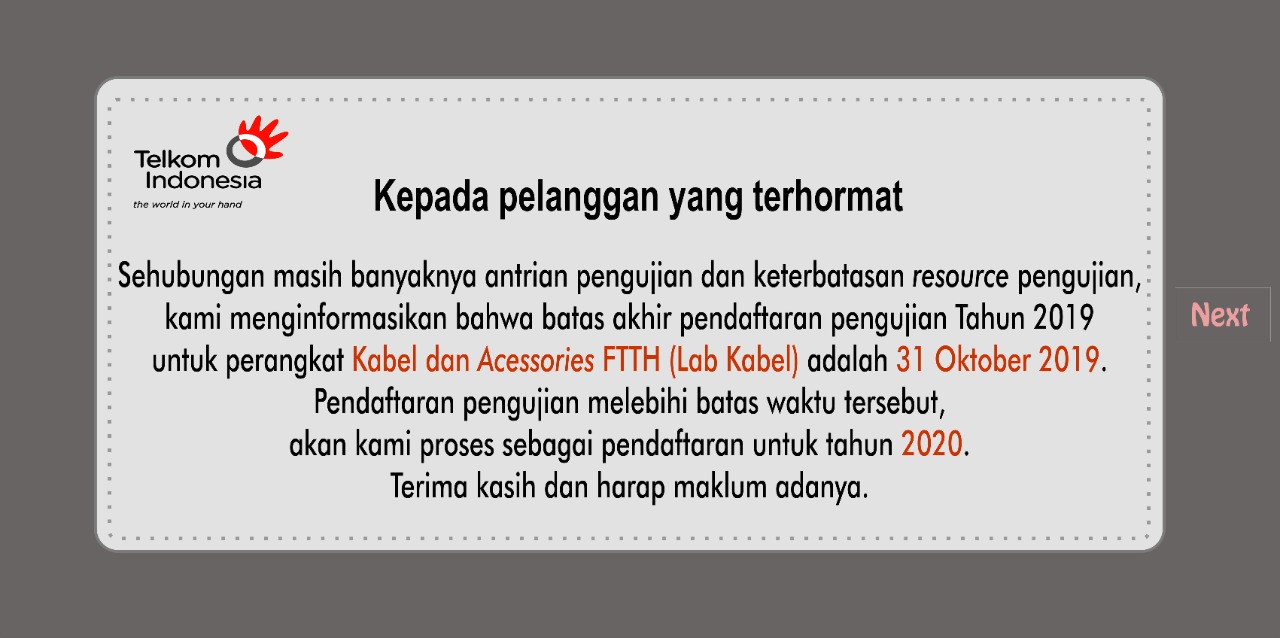 Telkom
Indonesia
the world in your hand
Kepada pelanggan yang terhormat
Sehubungan masih banyaknya antrian pengujian dan keterbatasan resource pengujian,
kami menginformasikan bahwa batas akhir pendaftaran pengujian Tahun 2019
untuk perangkat Kabel dan Acessories FTTH (Lab Kabel) adalah 31 Oktober 2019.
Pendaftaran pengujian melebihi batas waktu tersebut,
akan kami proses sebagai pendaftaran untuk tahun 2020.
Terima kasih dan harap maklum adanya.
Next